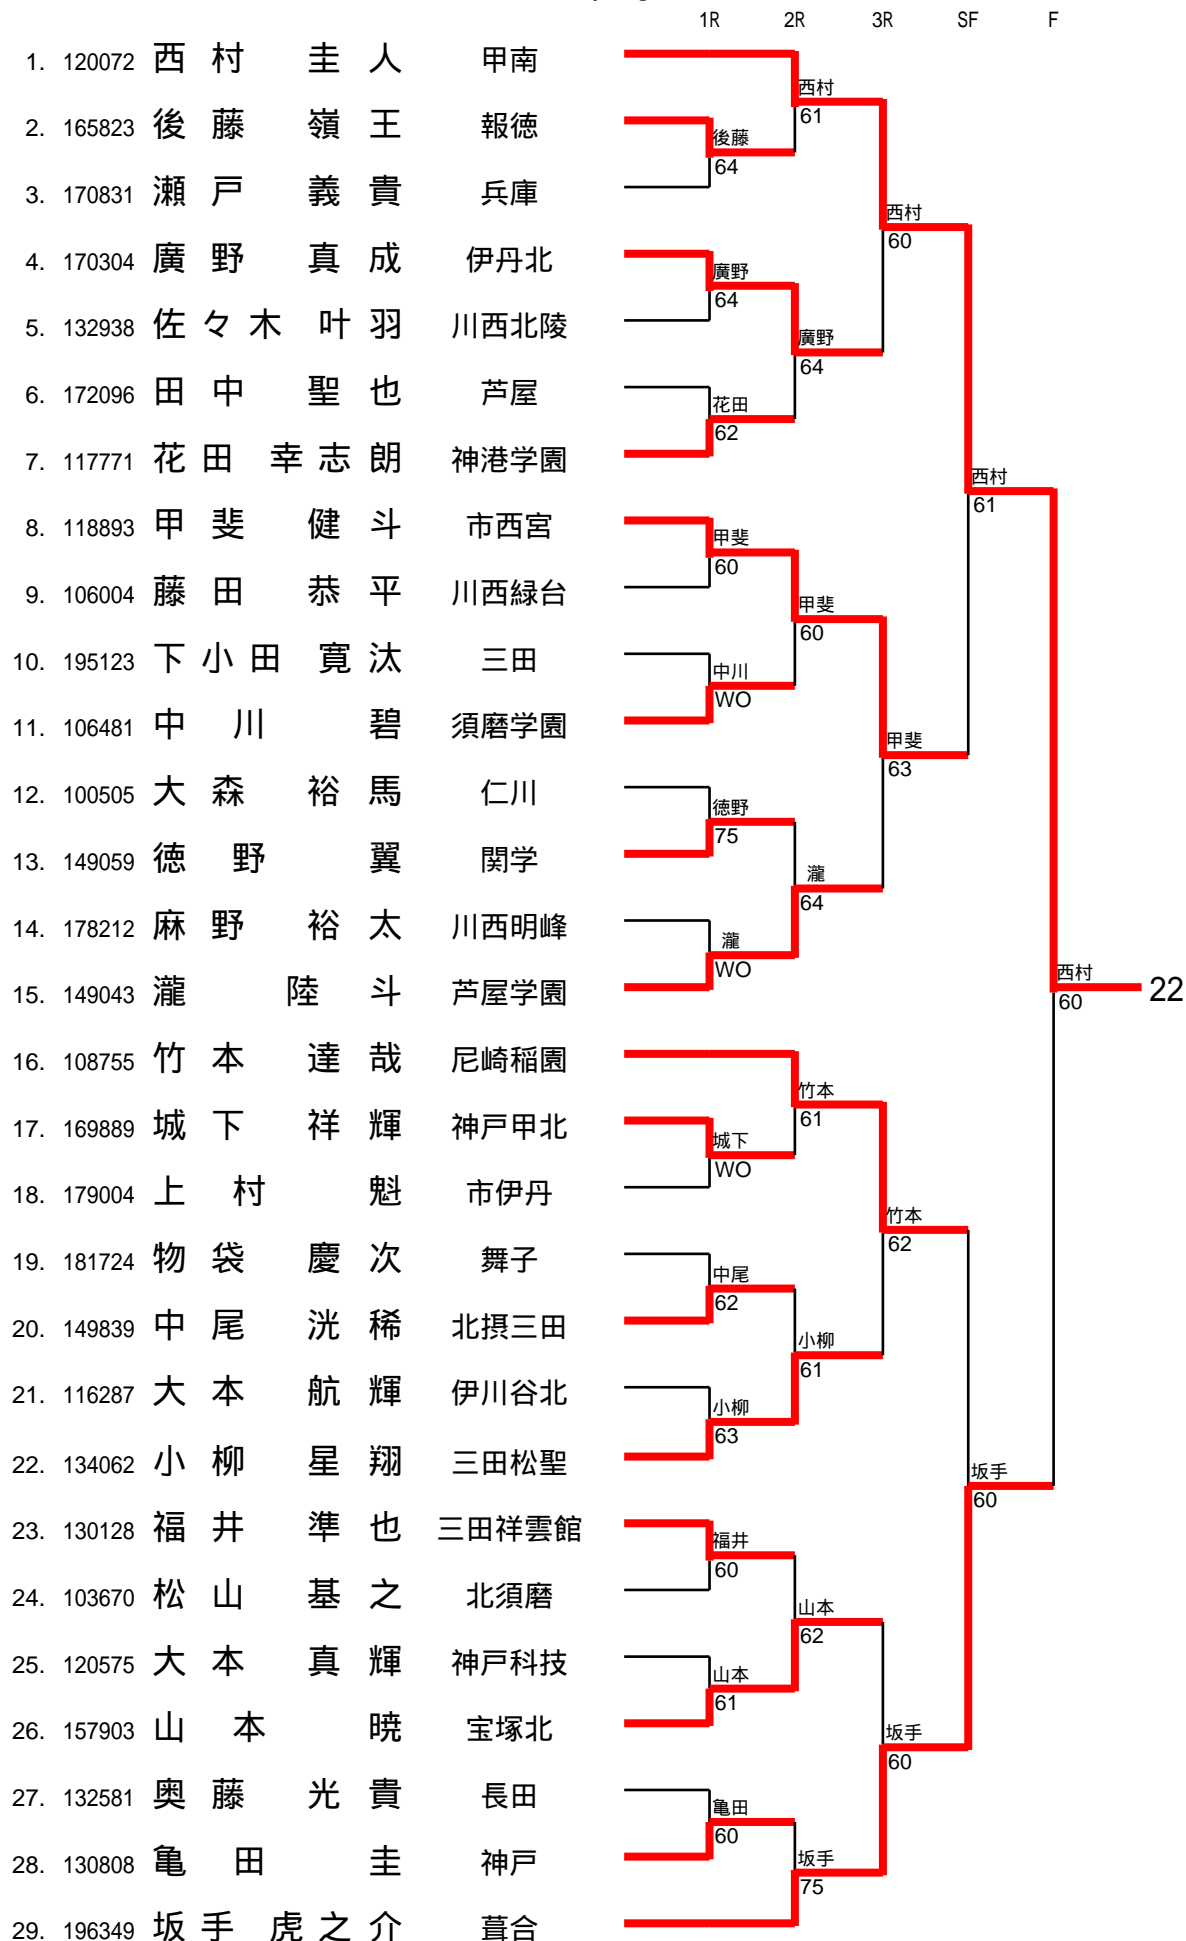 1R 2R 3R SF F
1. 120072 西村 圭人 甲南
西村
61
2. 165823 後藤 嶺王 報徳
後藤
64
3. 170831 瀬戸 義貴 兵庫
西村
60
4. 170304 廣野 真成 伊丹北
廣野
64
5. 132938 佐々木 叶羽 川西北陵
廣野
64
6. 172096 田中 聖也 芦屋
花田
62
7. 117771 花田 幸志朗 神港学園
西村
61
8. 118893 甲斐 健斗 市西宮
甲斐
60
9. 106004 藤田 恭平 川西緑台
甲斐
60
10. 195123 下小田 寛汰 三田
中川
WO
11. 106481 中川 碧 須磨学園
甲斐
63
12. 100505 大森 裕馬 仁川
徳野
75
13. 149059 徳野 翼 関学
瀧
64
14. 178212 麻野 裕太 川西明峰
瀧
WO
15. 149043 瀧 陸斗 芦屋学園
西村
60
22
16. 108755 竹本 達哉 尼崎稲園
竹本
61
17. 169889 城下 祥輝 神戸甲北
城下
WO
18. 179004 上村 魁 市伊丹
竹本
62
19. 181724 物袋 慶次 舞子
中尾
62
20. 149839 中尾 洸稀 北摂三田
小柳
61
21. 116287 大本 航輝 伊川谷北
小柳
63
22. 134062 小柳 星翔 三田松聖
坂手
60
23. 130128 福井 準也 三田祥雲館
福井
60
24. 103670 松山 基之 北須磨
山本
62
25. 120575 大本 真輝 神戸科技
山本
61
26. 157903 山本 暁 宝塚北
坂手
60
27. 132581 奥藤 光貴 長田
亀田
60
28. 130808 亀田 圭 神戸
坂手
75
29. 196349 坂手 虎之介 葺合